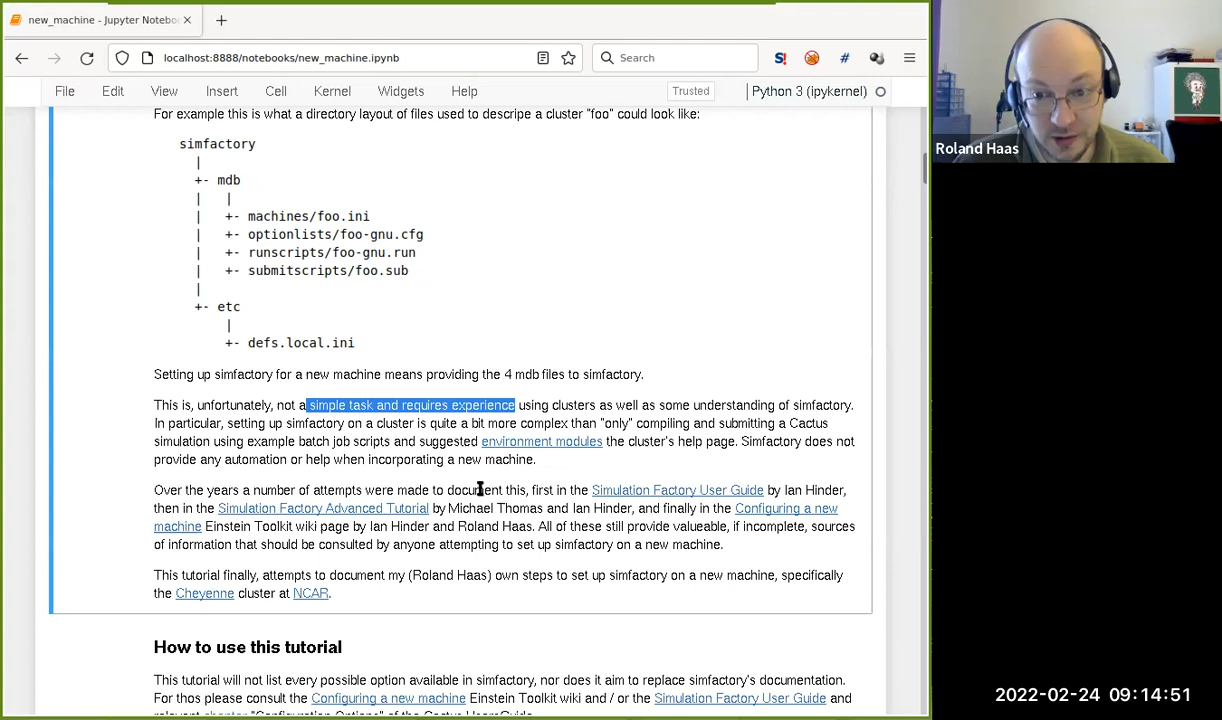 new_machine - Jupyter Notebo
localhost:8888/notebooks/new_machine.ipynb
Search
S!
#
File Edit View Insert Cell Kernel Widgets Help Trusted Python 3 (ipykernel)
Roland Haas
For example this is what a directory layout of files used to descripe a cluster "foo" could look like:
simfactory
|
+- mdb
| |
| +- machines/foo.ini
| +- optionlists/foo-gnu.cfg
| +- runscripts/foo-gnu.run
| +- submitscripts/foo.sub
|
+- etc
|
+- defs.local.ini
Setting up simfactory for a new machine means providing the 4 mdb files to simfactory.
This is, unfortunately, not a simple task and requires experience using clusters as well as some understanding of simfactory.
In particular, setting up simfactory on a cluster is quite a bit more complex than "only" compiling and submitting a Cactus
simulation using example batch job scripts and suggested environment modules the cluster's help page. Simfactory does not
provide any automation or help when incorporating a new machine.
Over the years a number of attempts were made to document this, first in the Simulation Factory User Guide by Ian Hinder,
then in the Simulation Factory Advanced Tutorial by Michael Thomas and Ian Hinder, and finally in the Configuring a new
machine Einstein Toolkit wiki page by Ian Hinder and Roland Haas. All of these still provide valueable, if incomplete, sources
of information that should be consulted by anyone attempting to set up simfactory on a new machine.
This tutorial finally, attempts to document my (Roland Haas) own steps to set up simfactory on a new machine, specifically
the Cheyenne cluster at NCAR.
How to use this tutorial
This tutorial will not list every possible option available in simfactory, nor does it aim to replace simfactory's documentation.
For thos please consult the Configuring a new machine Einstein Toolkit wiki and / or the Simulation Factory User Guide and
relevant chapter "Configuration Options" of the Cactus UsersGuide.
2022-02-24 09:14:51